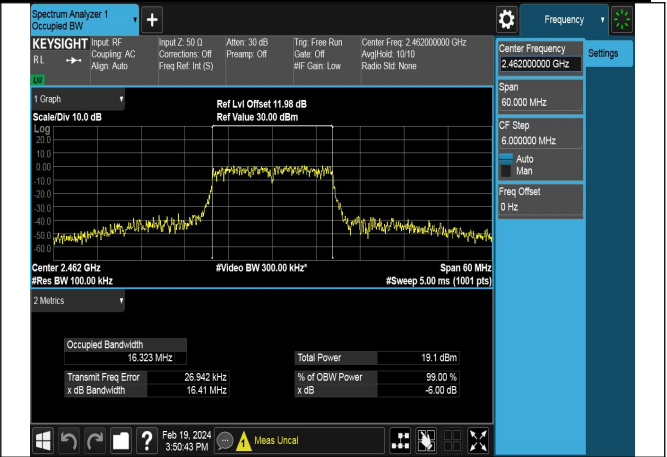 Spectrum Analyzer 1
Occupied BW
+
Frequency
KEYSIGHT
RL
LXI
Input: RF
Coupling: AC
Align: Auto
Input Z: 50 Ω
Corrections: Off
Freq Ref: Int (S)
Atten: 30 dB
Preamp: Off
Trig: Free Run
Gate: Off
#IF Gain: Low
Center Freq: 2.462000000 GHz
Avg|Hold: 10/10
Radio Std: None
Center Frequency
2.462000000 GHz
Settings
Span
60.000 MHz
CF Step
6.000000 MHz
Auto
Man
Freq Offset
0 Hz
1 Graph
Ref Lvl Offset 11.98 dB
Scale/Div 10.0 dB
Ref Value 30.00 dBm
Log
20.0
10.0
0.00
-10.0
-20.0
-30.0
-40.0
-50.0
-60.0
Center 2.462 GHz
#Video BW 300.00 kHz*
Span 60 MHz
#Res BW 100.00 kHz
#Sweep 5.00 ms (1001 pts)
2 Metrics
Occupied Bandwidth
16.323 MHz
Total Power 19.1 dBm
Transmit Freq Error 26.942 kHz
% of OBW Power 99.00 %
x dB Bandwidth 16.41 MHz
x dB -6.00 dB
?
Feb 19, 2024
3:50:43 PM
Meas Uncal